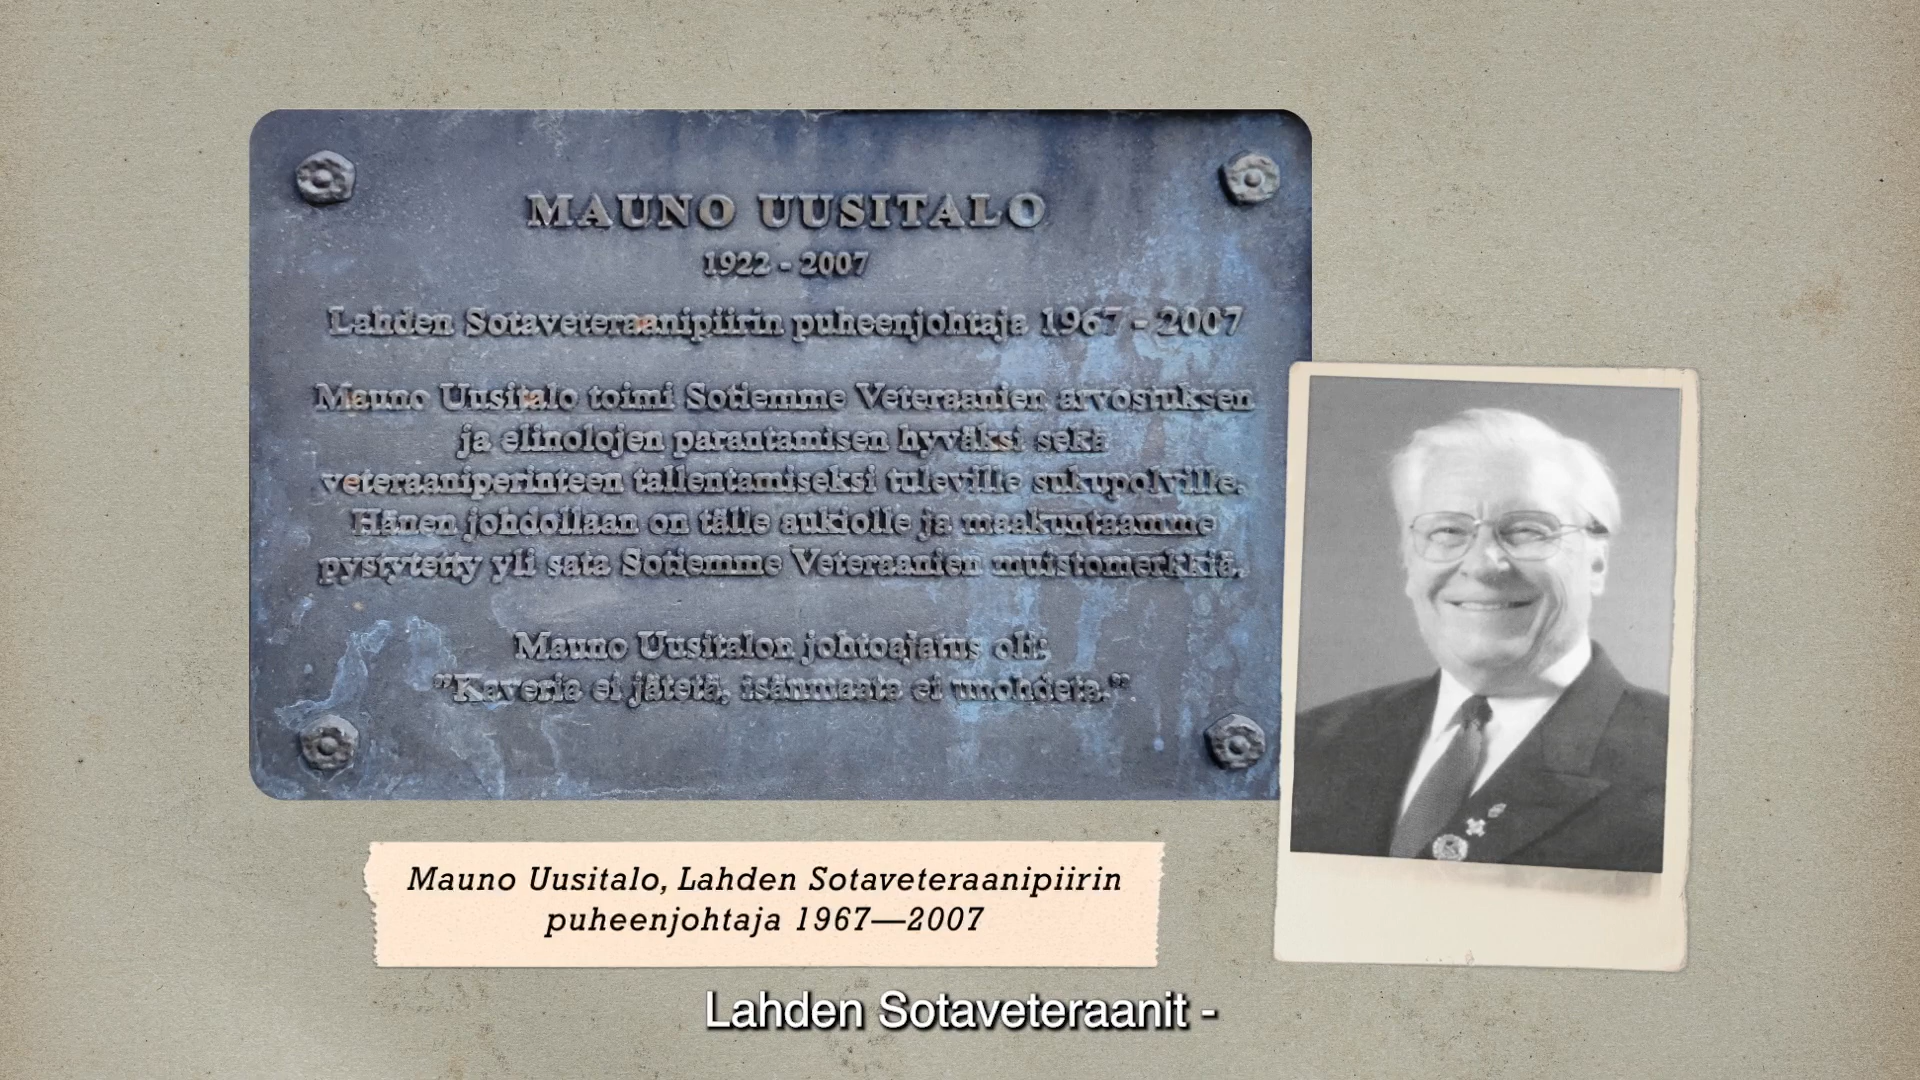 MAUNO UUSITALO
1922 - 2007
Lahden Sotaveteraanipiirin puheenjohtaja 1967 - 2007
Mauno Uusitalo toimi Sotiemme Veteraanien arvostuksen
ja elinolojen parantamisen hyväksi sekä
veteraaniperinteen tallentamiseksi tuleville sukupolville.
Hänen johdollaan on tälle aukiolle ja maakuntaamme
pystytetty yli sata Sotiemme Veteraanien muistomerkkiä.
Mauno Uusitalon johtoajatus oli:
"Kaveria ei jätetä, isänmaata ei unohdeta."
Mauno Uusitalo, Lahden Sotaveteraanipiirin
puheenjohtaja 1967—2007
Lahden Sotaveteraanit -